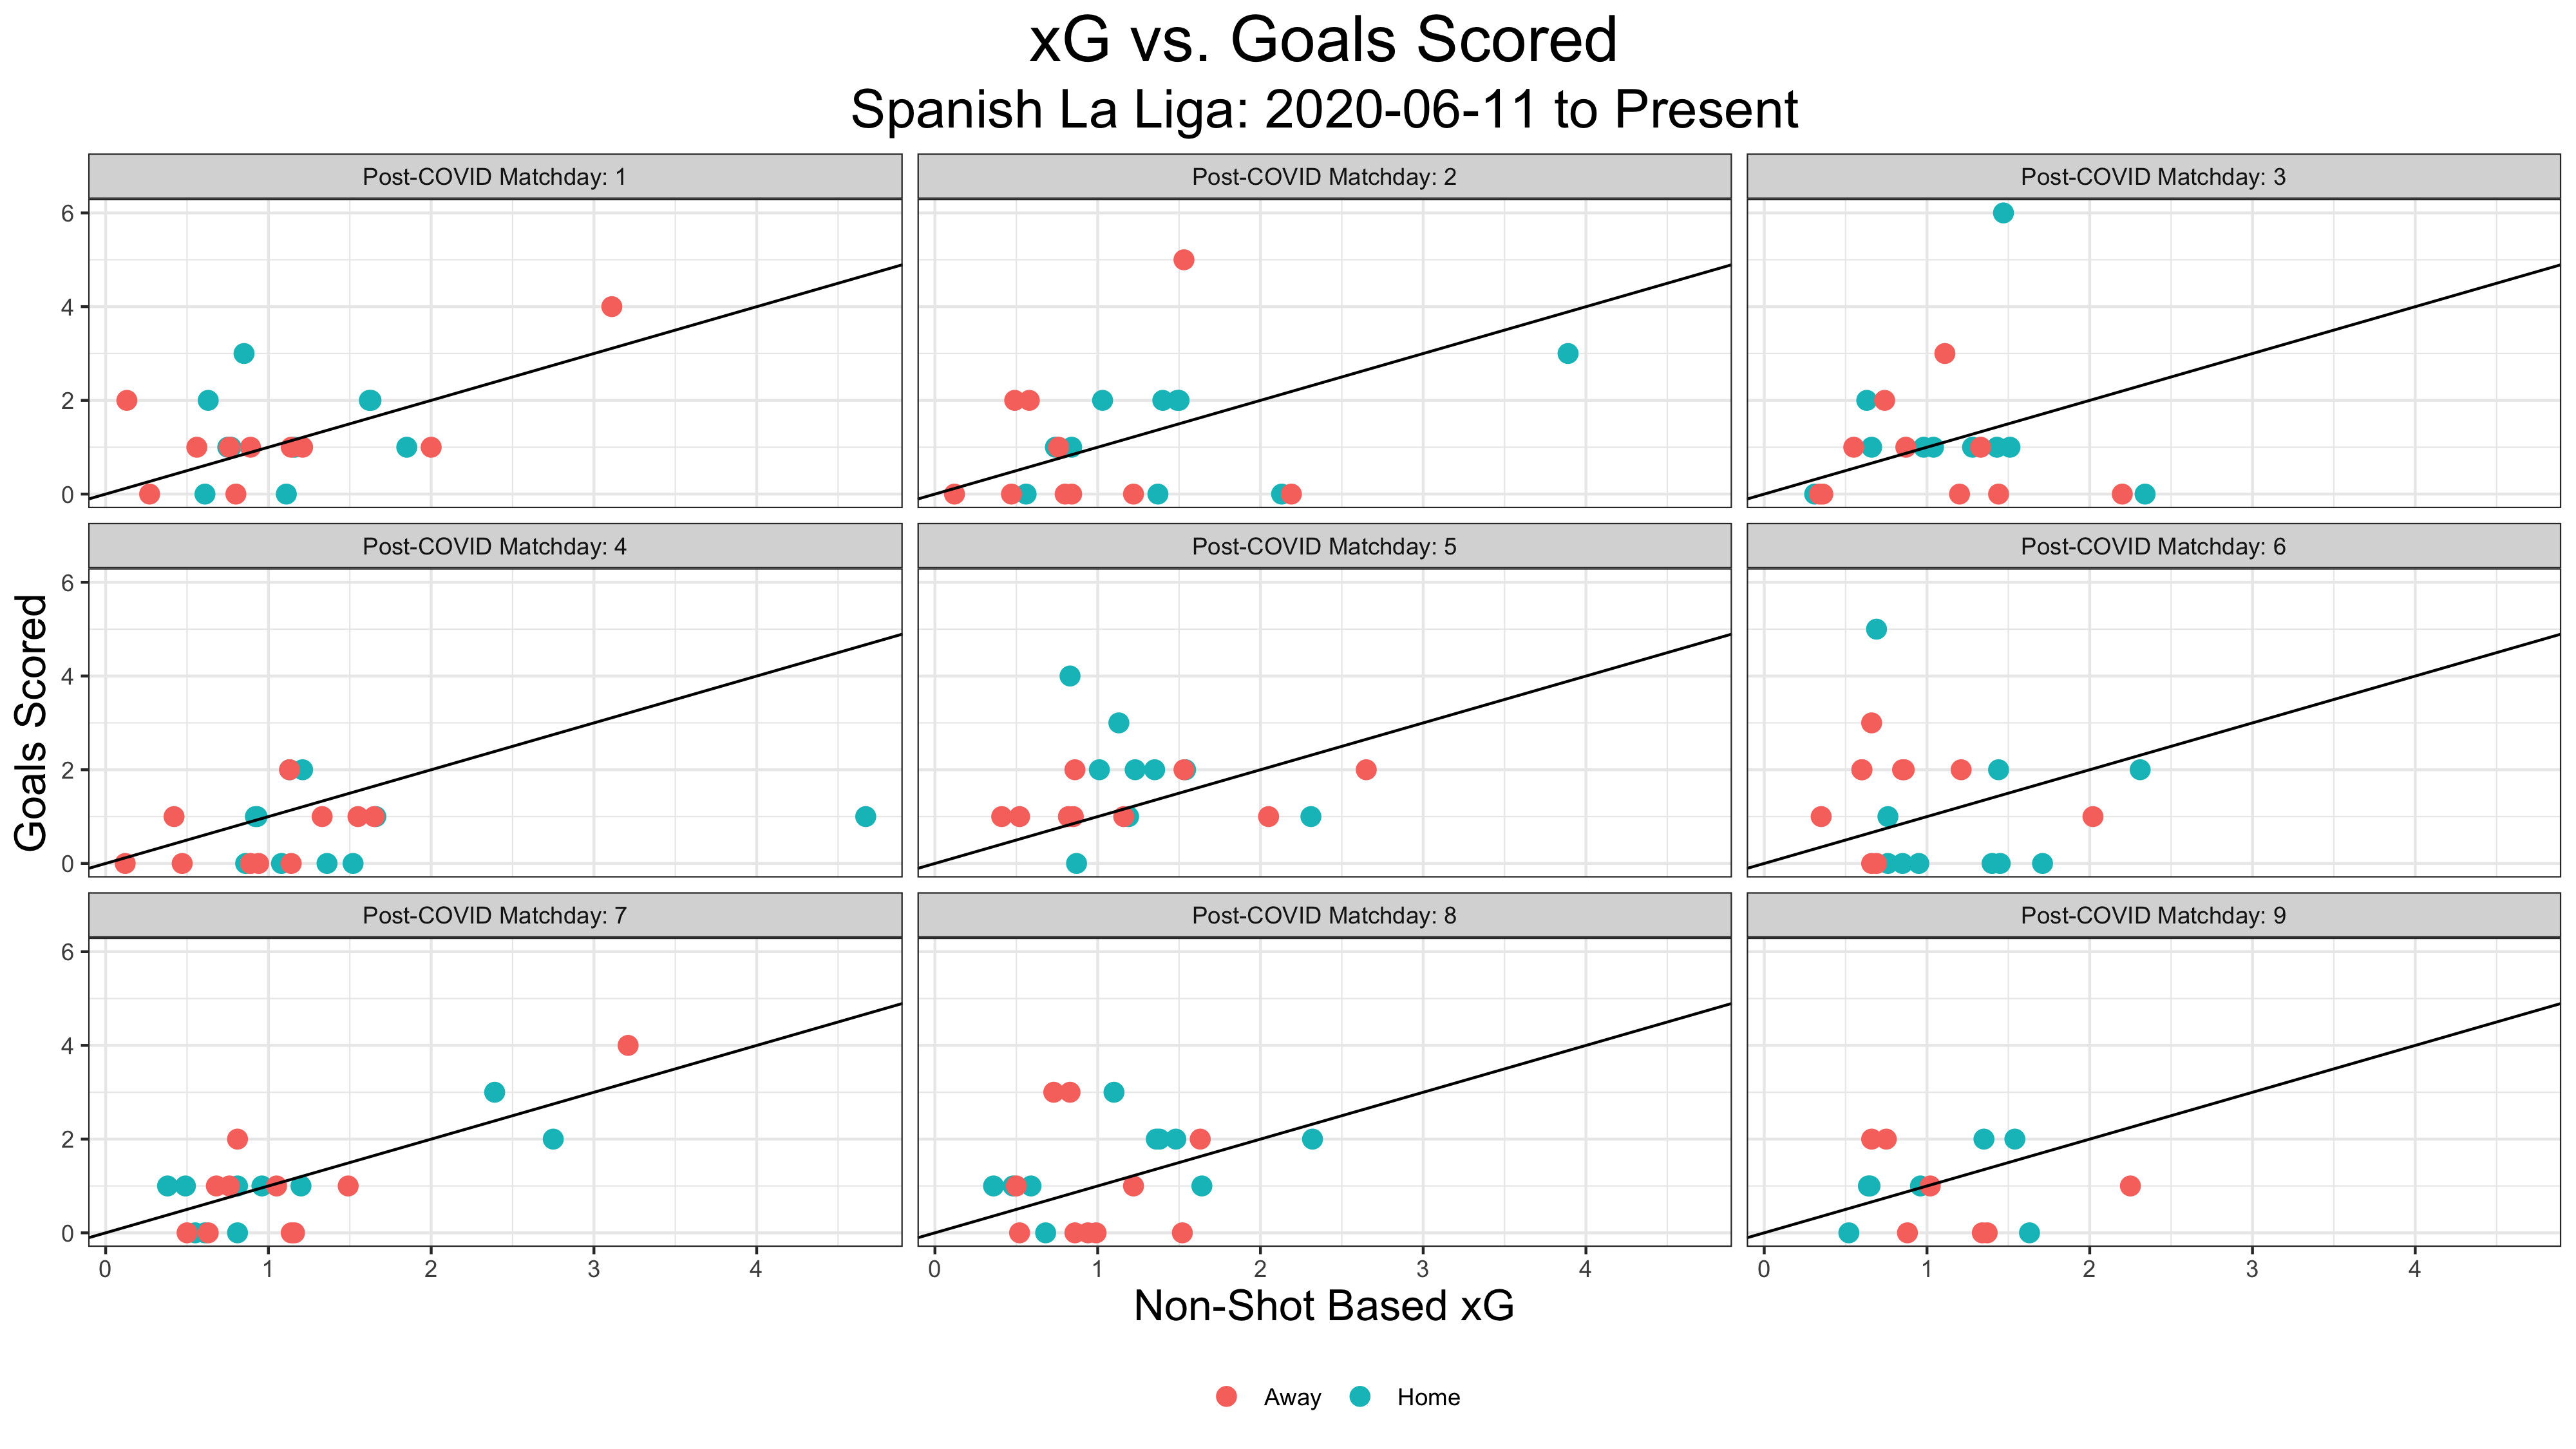 xG vs. Goals Scored
Spanish La Liga: 2020-06-11 to Present
Post-COVID Matchday: 1
Post-COVID Matchday: 2
Post-COVID Matchday: 3
6
4
2
0
Post-COVID Matchday: 4
Post-COVID Matchday: 5
Post-COVID Matchday: 6
6
4
2
0
Goals Scored
Post-COVID Matchday: 7
Post-COVID Matchday: 8
Post-COVID Matchday: 9
6
4
2
0
0 1 2 3 4
0 1 2 3 4
0 1 2 3 4
Non-Shot Based xG
Away Home